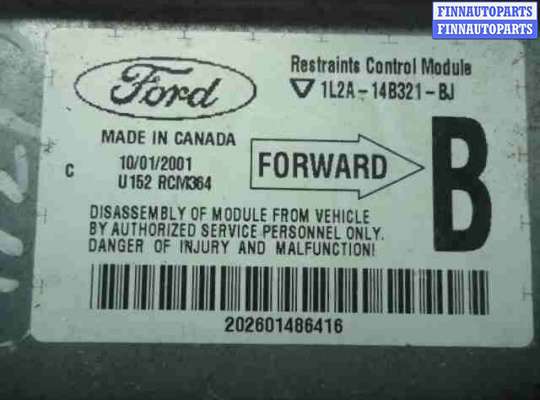 FINNAUTOPARTS
FINNAUTOPARTS
Ford
Restraints Control Module
1L2A-14B321-BJ
MADE IN CANADA
C
10/01/2001
U152 RCM364
FORWARD
B
DISASSEMBLY OF MODULE FROM VEHICLE
BY AUTHORIZED SERVICE PERSONNEL ONLY.
DANGER OF INJURY AND MALFUNCTION!
202601486416